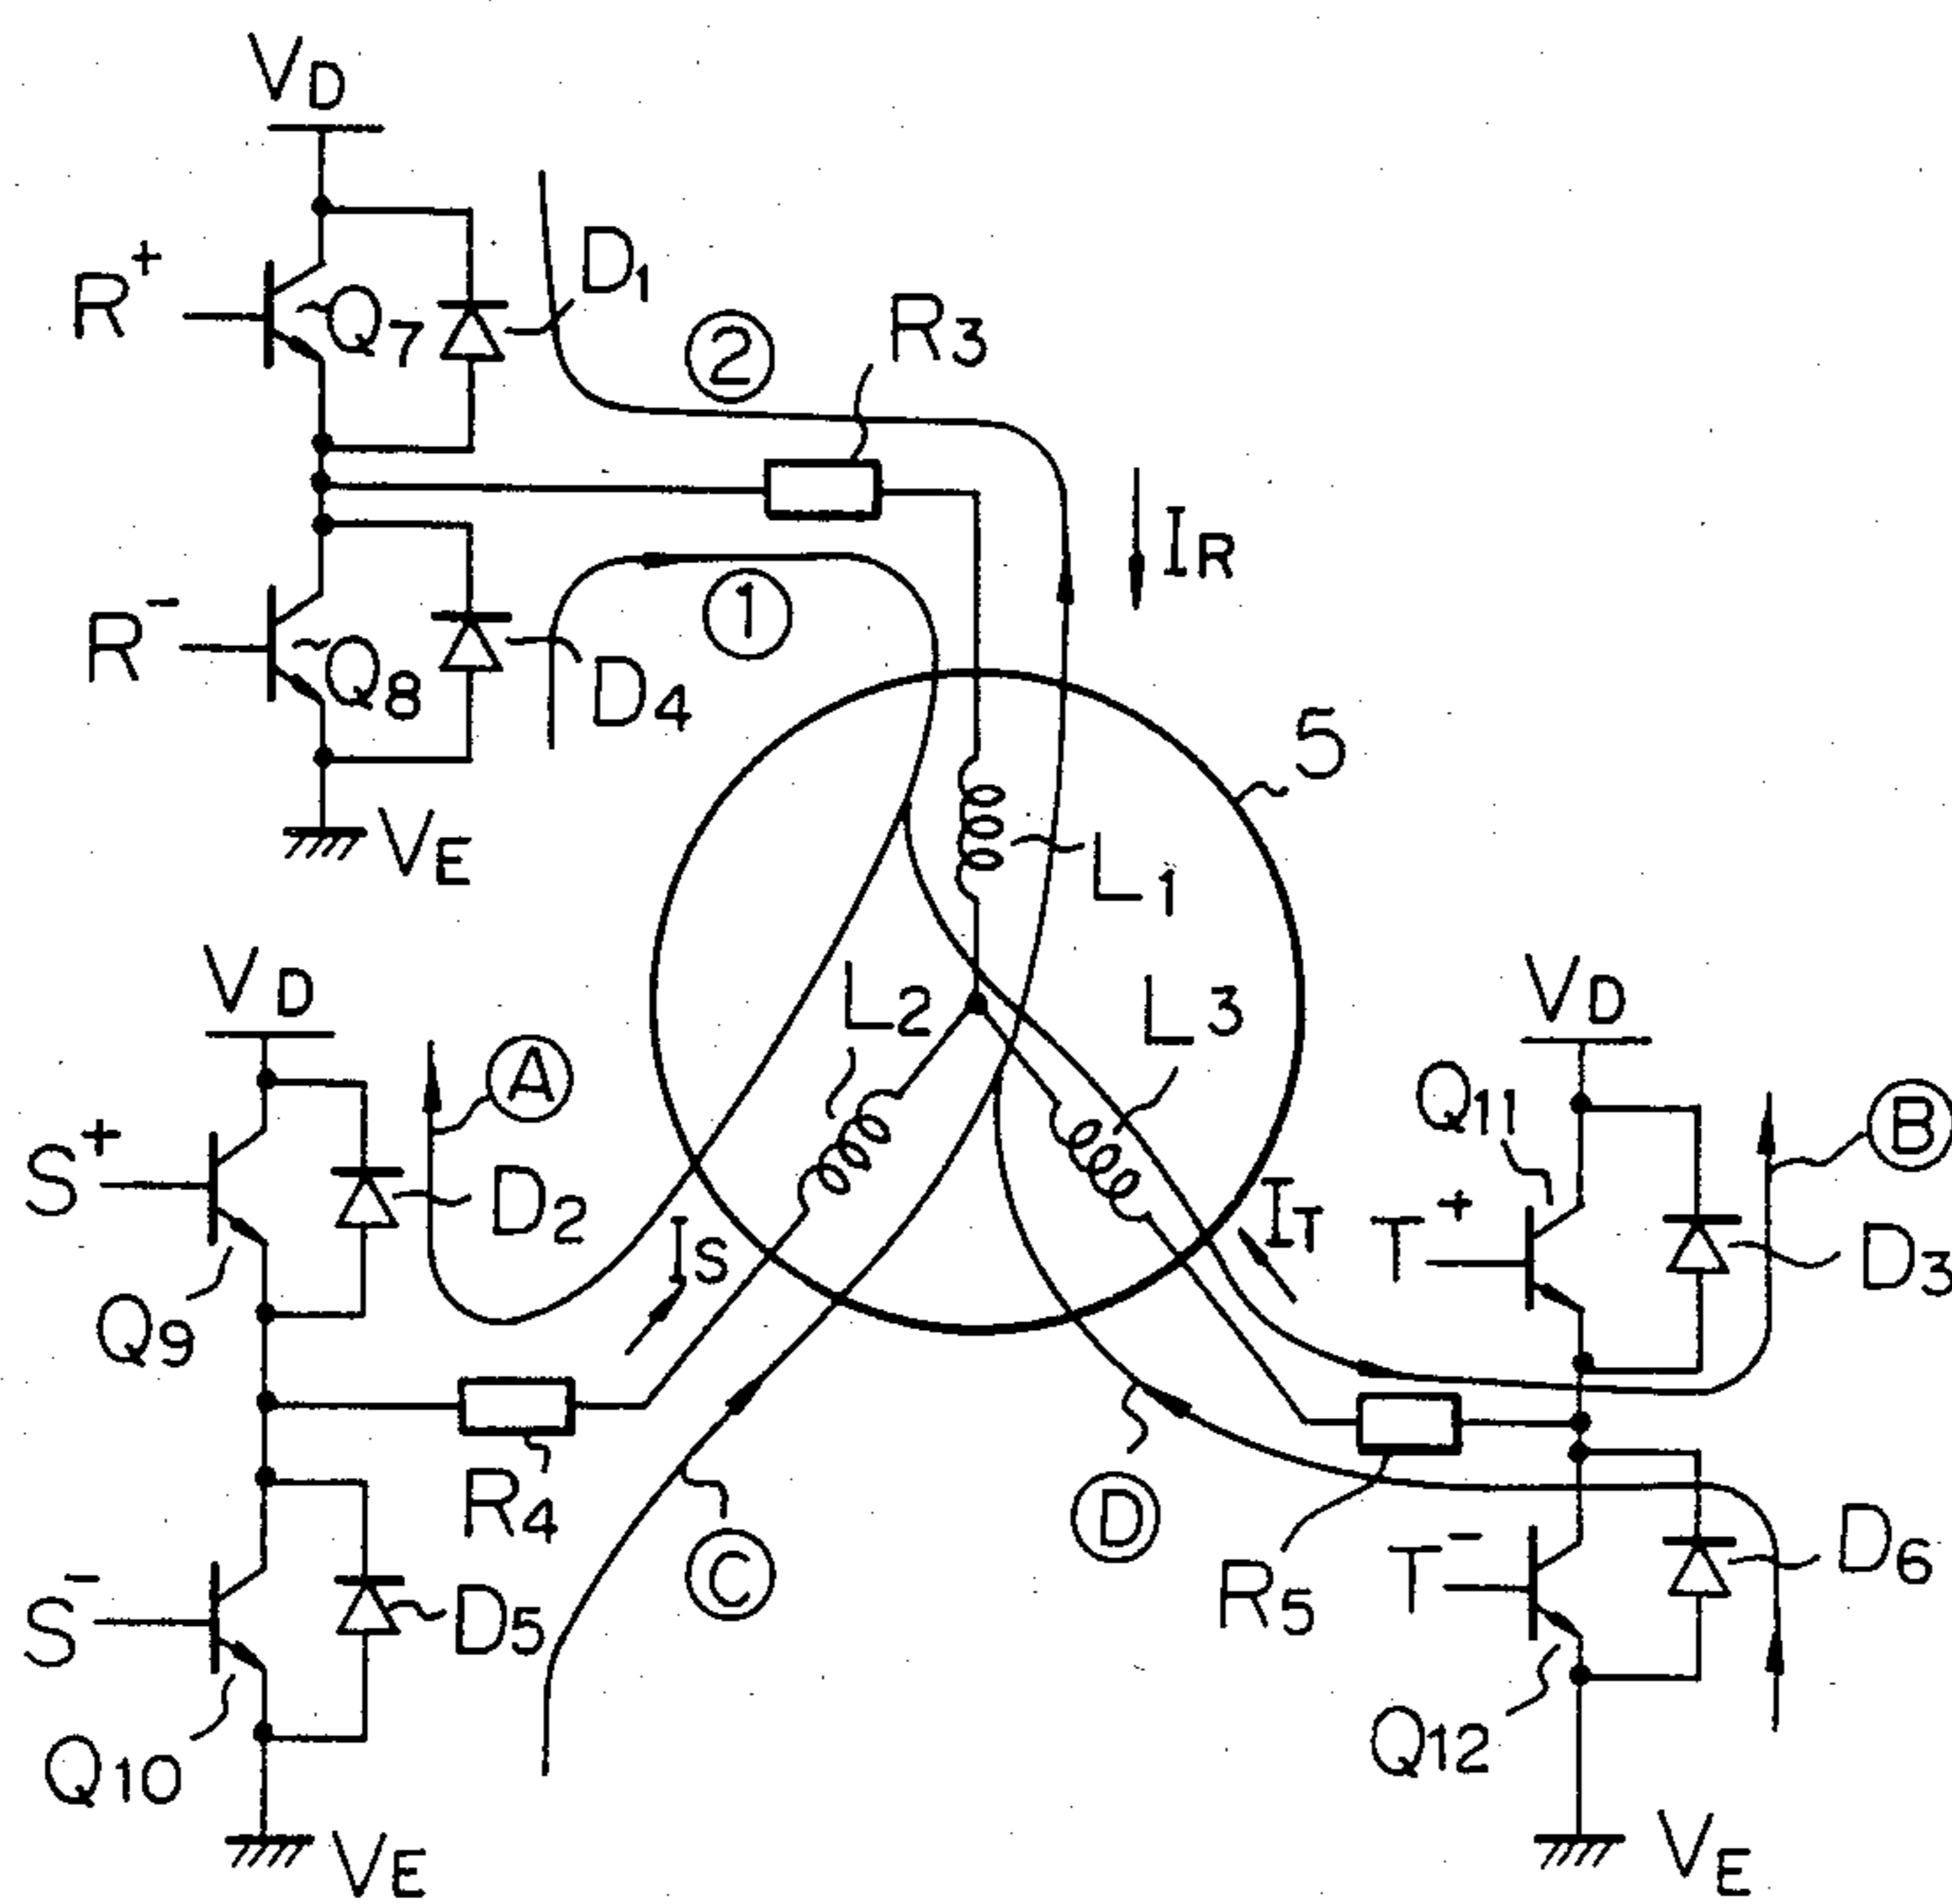 VD
R+
Q7
D1
②
R3
IR
①
R-
Q8
D4
5
VE
L1
VD
L2
L3
VD
Ⓐ
Q11
Ⓑ
S+
D2
IS
IT
T+
D3
Q9
R4
Ⓓ
D6
Ⓒ
R5
T-
S-
D5
Q10
Q12
VE
VE